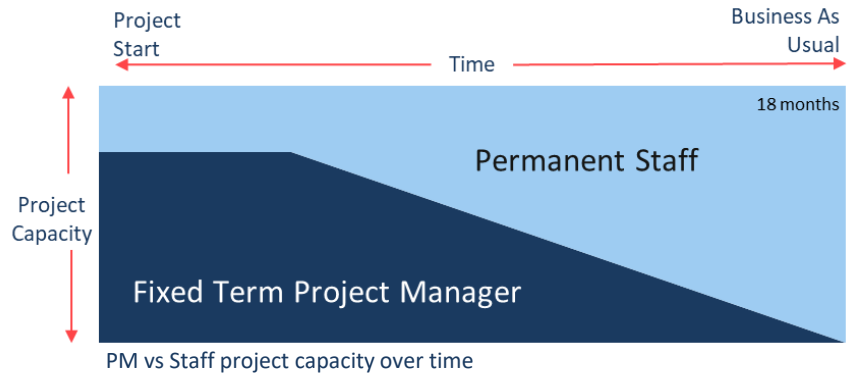 Project
Start
Business As
Usual
Time
18 months
Permanent Staff
Project
Capacity
Fixed Term Project Manager
PM vs Staff project capacity over time